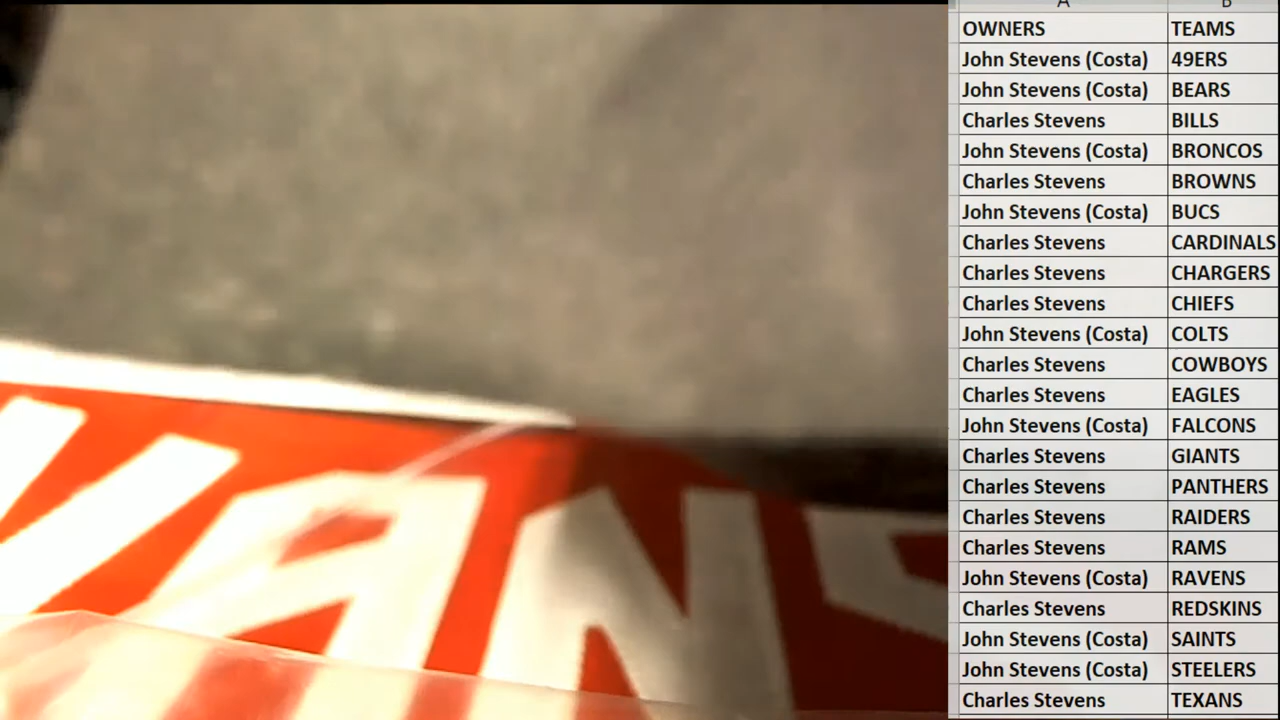 VANS
A B
OWNERS TEAMS
John Stevens (Costa) 49ERS
John Stevens (Costa) BEARS
Charles Stevens BILLS
John Stevens (Costa) BRONCOS
Charles Stevens BROWNS
John Stevens (Costa) BUCS
Charles Stevens CARDINALS
Charles Stevens CHARGERS
Charles Stevens CHIEFS
John Stevens (Costa) COLTS
Charles Stevens COWBOYS
Charles Stevens EAGLES
John Stevens (Costa) FALCONS
Charles Stevens GIANTS
Charles Stevens PANTHERS
Charles Stevens RAIDERS
Charles Stevens RAMS
John Stevens (Costa) RAVENS
Charles Stevens REDSKINS
John Stevens (Costa) SAINTS
John Stevens (Costa) STEELERS
Charles Stevens TEXANS